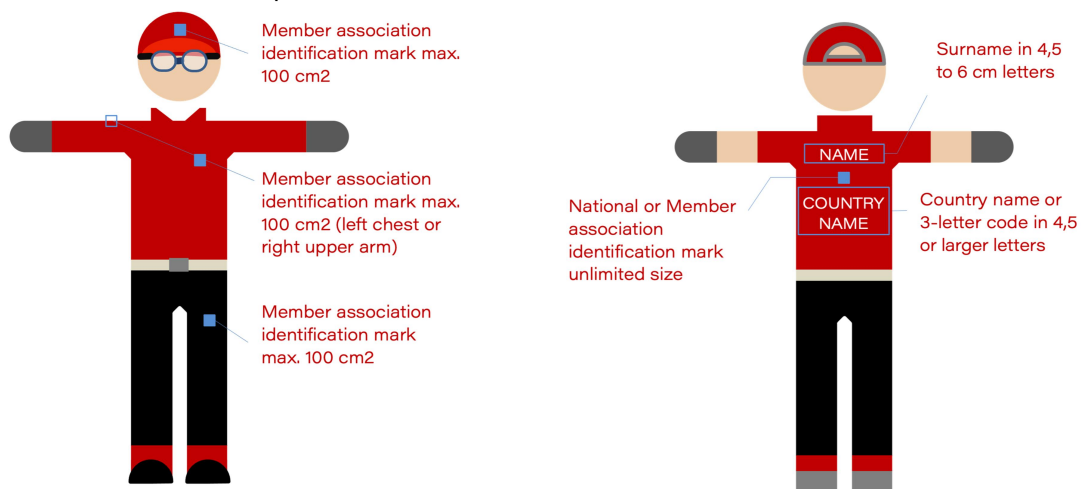 Member association
identification mark max.
100 cm2
Member association
identification mark max.
100 cm2 (left chest or
right upper arm)
Member association
identification mark
max. 100 cm2
Surname in 4,5
to 6 cm letters
NAME
National or Member
association
identification mark
unlimited size
COUNTRY
NAME
Country name or
3-letter code in 4,5
or larger letters